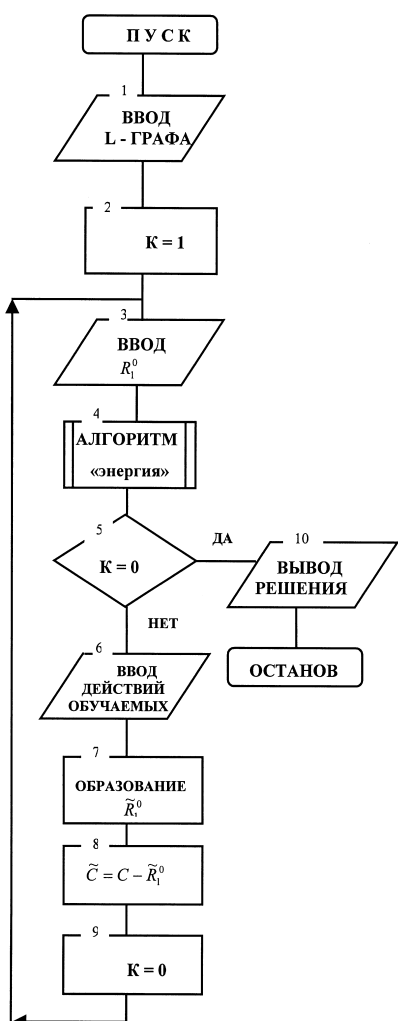 ПУСК
1
ВВОД
L - ГРАФА
2
K = 1
3
ВВОД
R₁⁰
4
АЛГОРИТМ
«энергия»
5
K = 0
ДА
10
ВЫВОД
РЕШЕНИЯ
ОСТАНОВ
НЕТ
6
ВВОД
ДЕЙСТВИЙ
ОБУЧАЕМЫХ
7
ОБРАЗОВАНИЕ
R̃₁⁰
8
C̃ = C − R̃₁⁰
9
K = 0